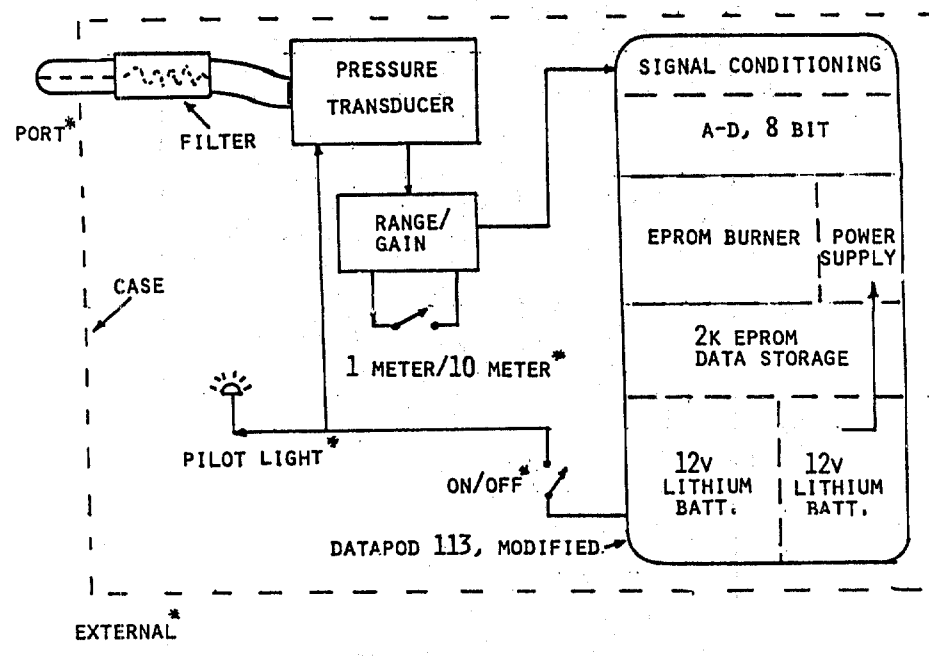 PRESSURE
TRANSDUCER
SIGNAL CONDITIONING
A-D, 8 BIT
PORT*
FILTER
RANGE/
GAIN
EPROM BURNER
POWER
SUPPLY
CASE
1 METER/10 METER*
2K EPROM
DATA STORAGE
PILOT LIGHT*
ON/OFF*
12V
LITHIUM
BATT.
12V
LITHIUM
BATT.
DATAPOD 113, MODIFIED
EXTERNAL*